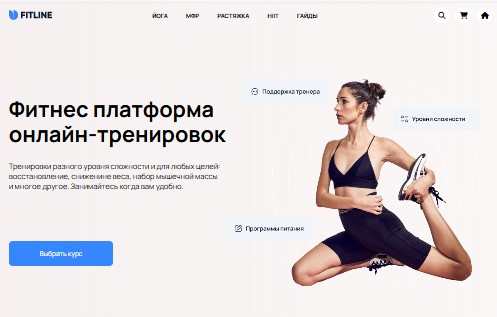 FITLINE
ЙОГА МФР РАСТЯЖКА HIIT ГАЙДЫ
Поддержка тренера
Фитнес платформа
онлайн-тренировок
Уровни сложности
Тренировки разного уровня сложности и для любых целей:
восстановление, снижение веса, набор мышечной массы
и многое другое. Занимайтесь когда вам удобно.
Программы питания
Выбрать курс